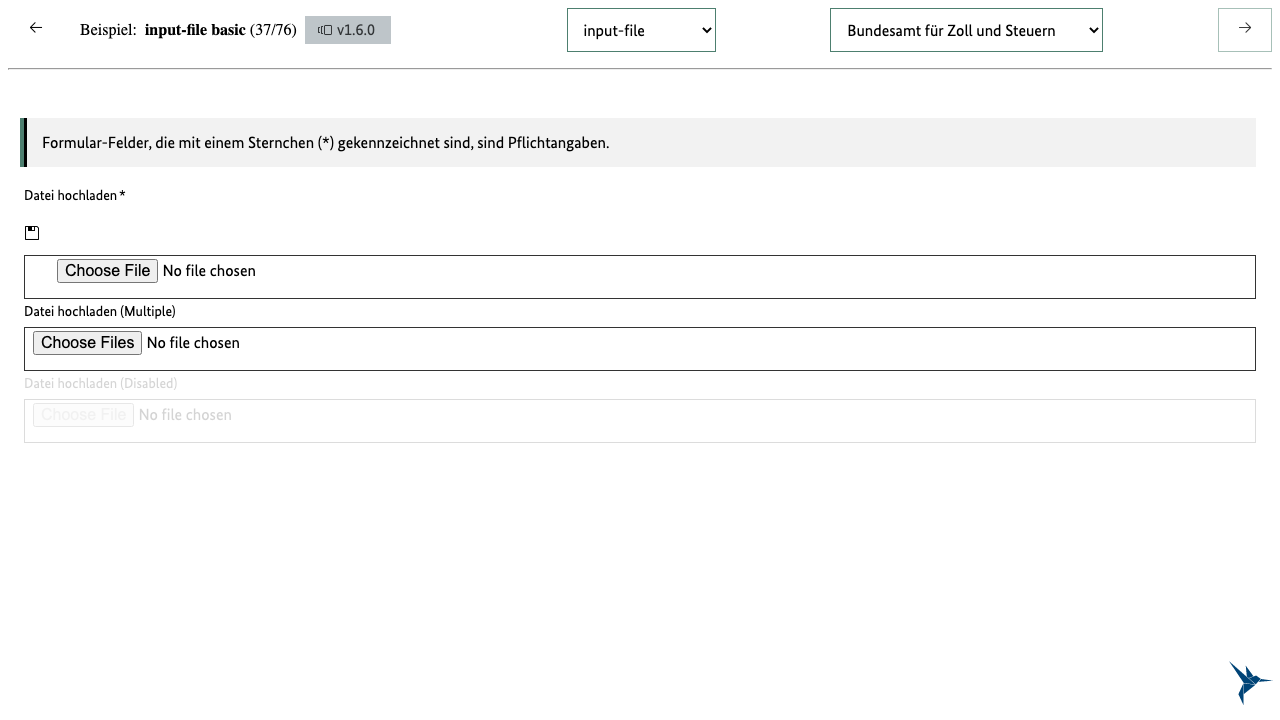 Beispiel: input-file basic (37/76) v1.6.0 input-file Bundesamt für Zoll und Steuern
Formular-Felder, die mit einem Sternchen (*) gekennzeichnet sind, sind Pflichtangaben.
Datei hochladen *
Choose File No file chosen
Datei hochladen (Multiple)
Choose Files No file chosen
Datei hochladen (Disabled)
Choose File No file chosen